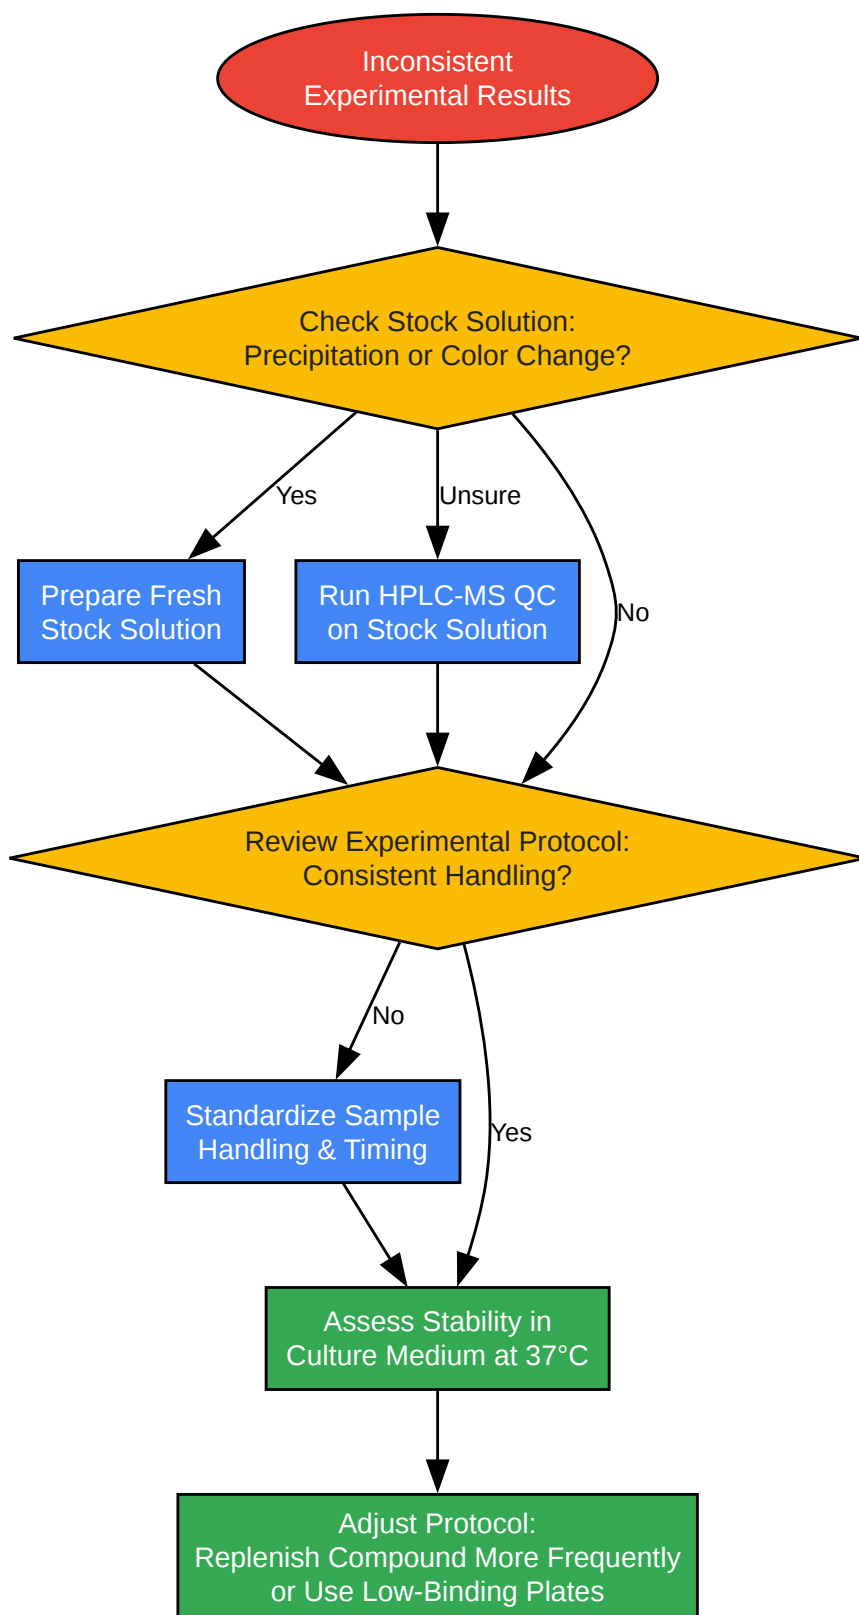 Inconsistent
Experimental Results
Check Stock Solution:
Precipitation or Color Change?
Yes
Unsure
Prepare Fresh
Stock Solution
Run HPLC-MS QC
on Stock Solution
No
Review Experimental Protocol:
Consistent Handling?
No
Standardize Sample
Handling & Timing
Yes
Assess Stability in
Culture Medium at 37°C
Adjust Protocol:
Replenish Compound More Frequently
or Use Low-Binding Plates